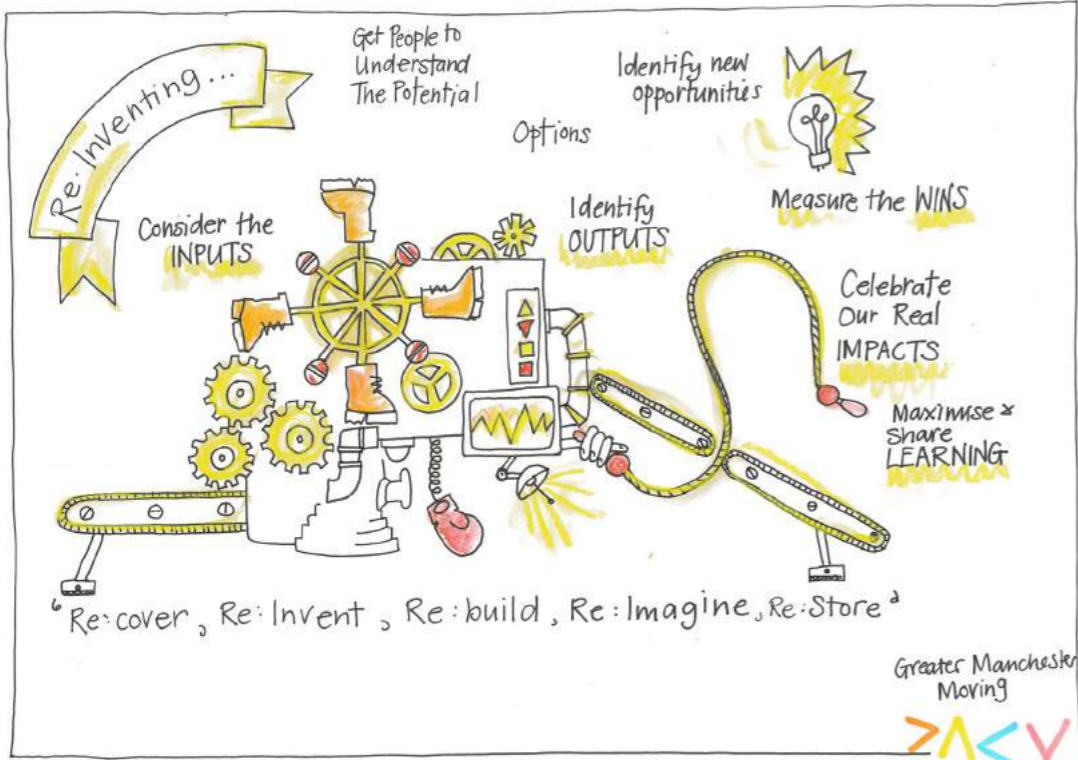 Re-Inventing...
Get People to
Understand
The Potential
Identify new
opportunities
Options
Measure the WINS
Consider the
INPUTS
Identify
OUTPUTS
Celebrate
Our Real
IMPACTS
Maximise &
Share
LEARNING
"Re:cover, Re:Invent, Re:build, Re:Imagine, Re:Store"
Greater Manchester
Moving